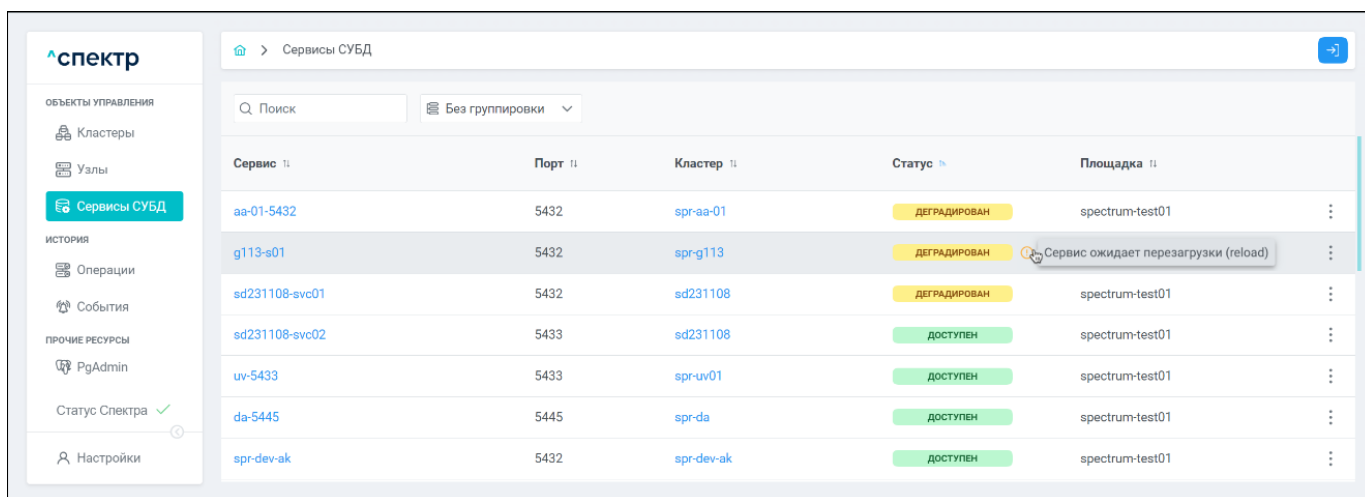 ^спектр
ОБЪЕКТЫ УПРАВЛЕНИЯ
Кластеры
Узлы
Сервисы СУБД
ИСТОРИЯ
Операции
События
ПРОЧИЕ РЕСУРСЫ
PgAdmin
Статус Спектра
Настройки
> Сервисы СУБД
Поиск
Без группировки
Сервис Порт Кластер Статус Площадка
aa-01-5432 5432 spr-aa-01 ДЕГРАДИРОВАН spectrum-test01
g113-s01 5432 spr-g113 ДЕГРАДИРОВАН Сервис ожидает перезагрузки (reload)
sd231108-svc01 5432 sd231108 ДЕГРАДИРОВАН spectrum-test01
sd231108-svc02 5433 sd231108 ДОСТУПЕН spectrum-test01
uv-5433 5433 spr-uv01 ДОСТУПЕН spectrum-test01
da-5445 5445 spr-da ДОСТУПЕН spectrum-test01
spr-dev-ak 5432 spr-dev-ak ДОСТУПЕН spectrum-test01